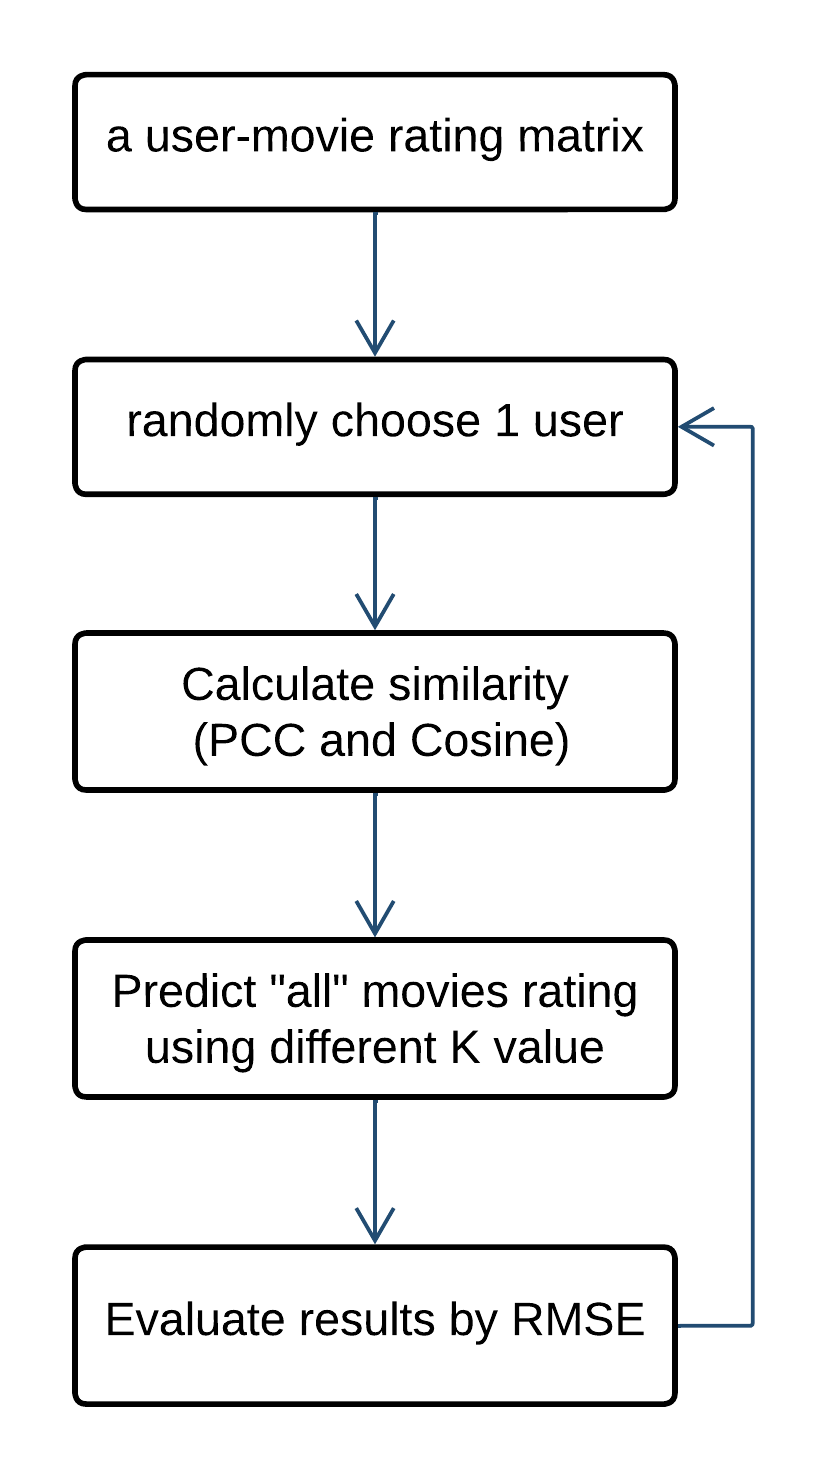 a user-movie rating matrix
randomly choose 1 user
Calculate similarity
(PCC and Cosine)
Predict "all" movies rating
using different K value
Evaluate results by RMSE